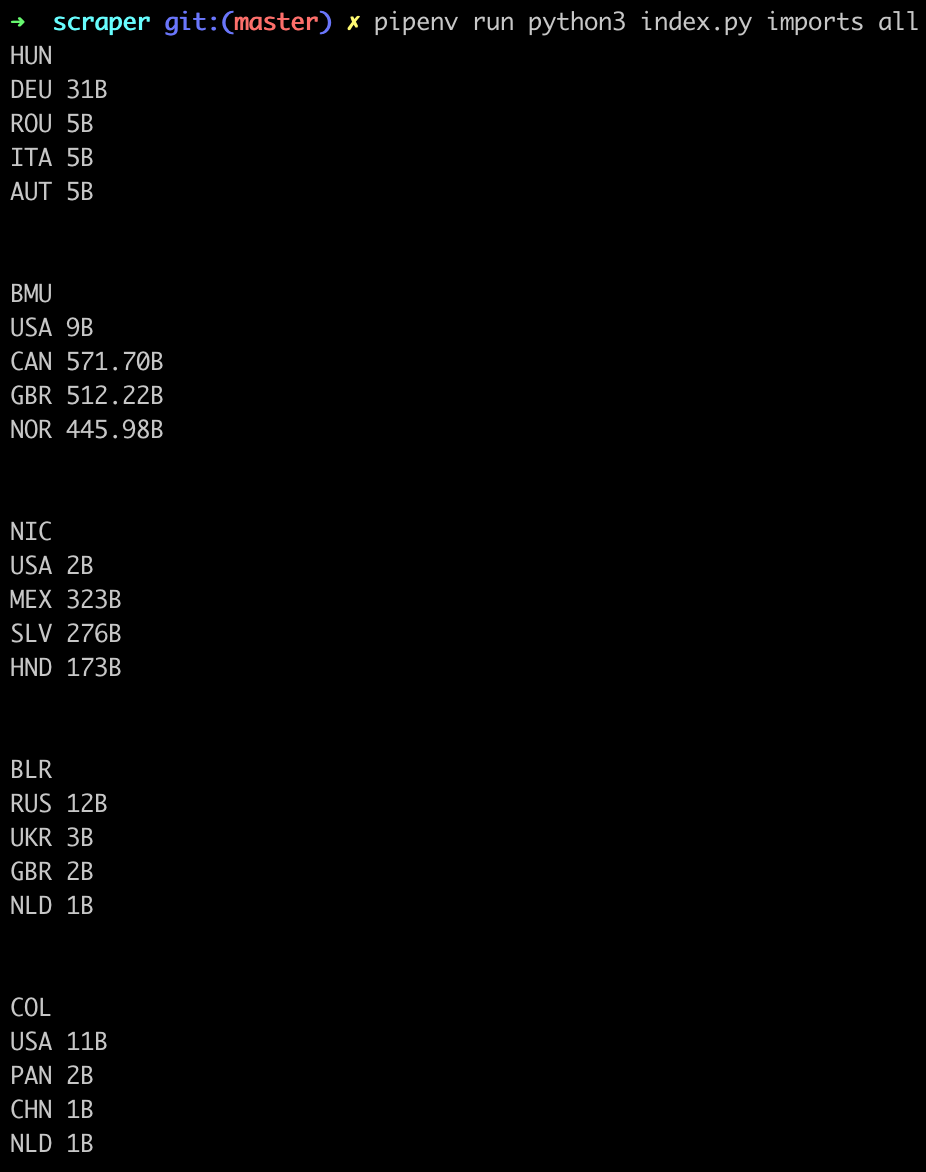 ➜  scraper git:(master) ✗ pipenv run python3 index.py imports all
HUN
DEU 31B
ROU 5B
ITA 5B
AUT 5B
BMU
USA 9B
CAN 571.70B
GBR 512.22B
NOR 445.98B
NIC
USA 2B
MEX 323B
SLV 276B
HND 173B
BLR
RUS 12B
UKR 3B
GBR 2B
NLD 1B
COL
USA 11B
PAN 2B
CHN 1B
NLD 1B